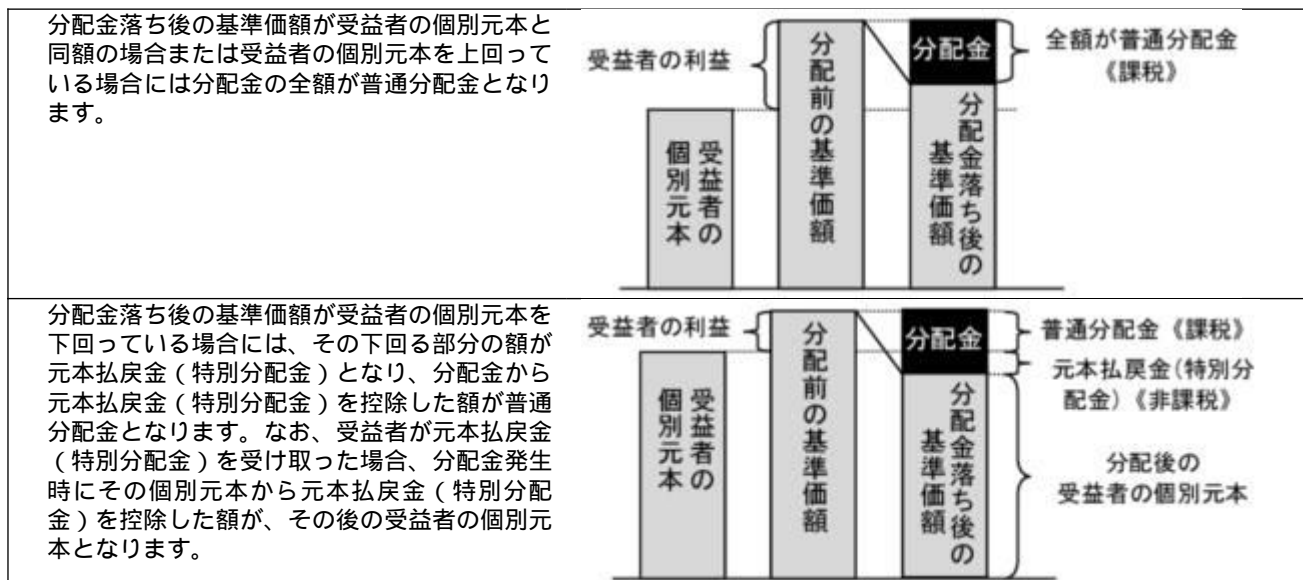 分配金落ち後の基準価額が受益者の個別元本と
同額の場合または受益者の個別元本を上回って
いる場合には分配金の全額が普通分配金となり
ます。
受益者の利益
受益者の
個別元本
分配前の基準価額
分配金
分配金落ち後の
基準価額
全額が普通分配金
《課税》
分配金落ち後の基準価額が受益者の個別元本を
下回っている場合には、その下回る部分の額が
元本払戻金（特別分配金）となり、分配金から
元本払戻金（特別分配金）を控除した額が普通
分配金となります。なお、受益者が元本払戻金
（特別分配金）を受け取った場合、分配金発生
時にその個別元本から元本払戻金（特別分配
金）を控除した額が、その後の受益者の個別元
本となります。
受益者の利益
受益者の
個別元本
分配前の基準価額
分配金
分配金落ち後の
基準価額
普通分配金《課税》
元本払戻金（特別分
配金）《非課税》
分配後の
受益者の個別元本